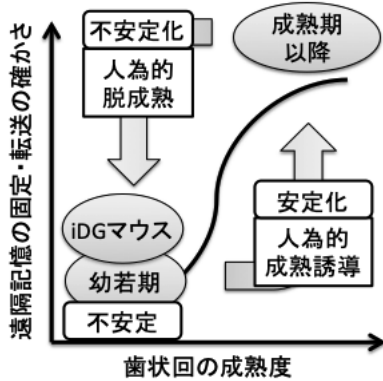 遠隔記憶の固定・転送の確かさ
不安定化
人為的
脱成熟
成熟期
以降
iDGマウス
幼若期
不安定
安定化
人為的
成熟誘導
歯状回の成熟度